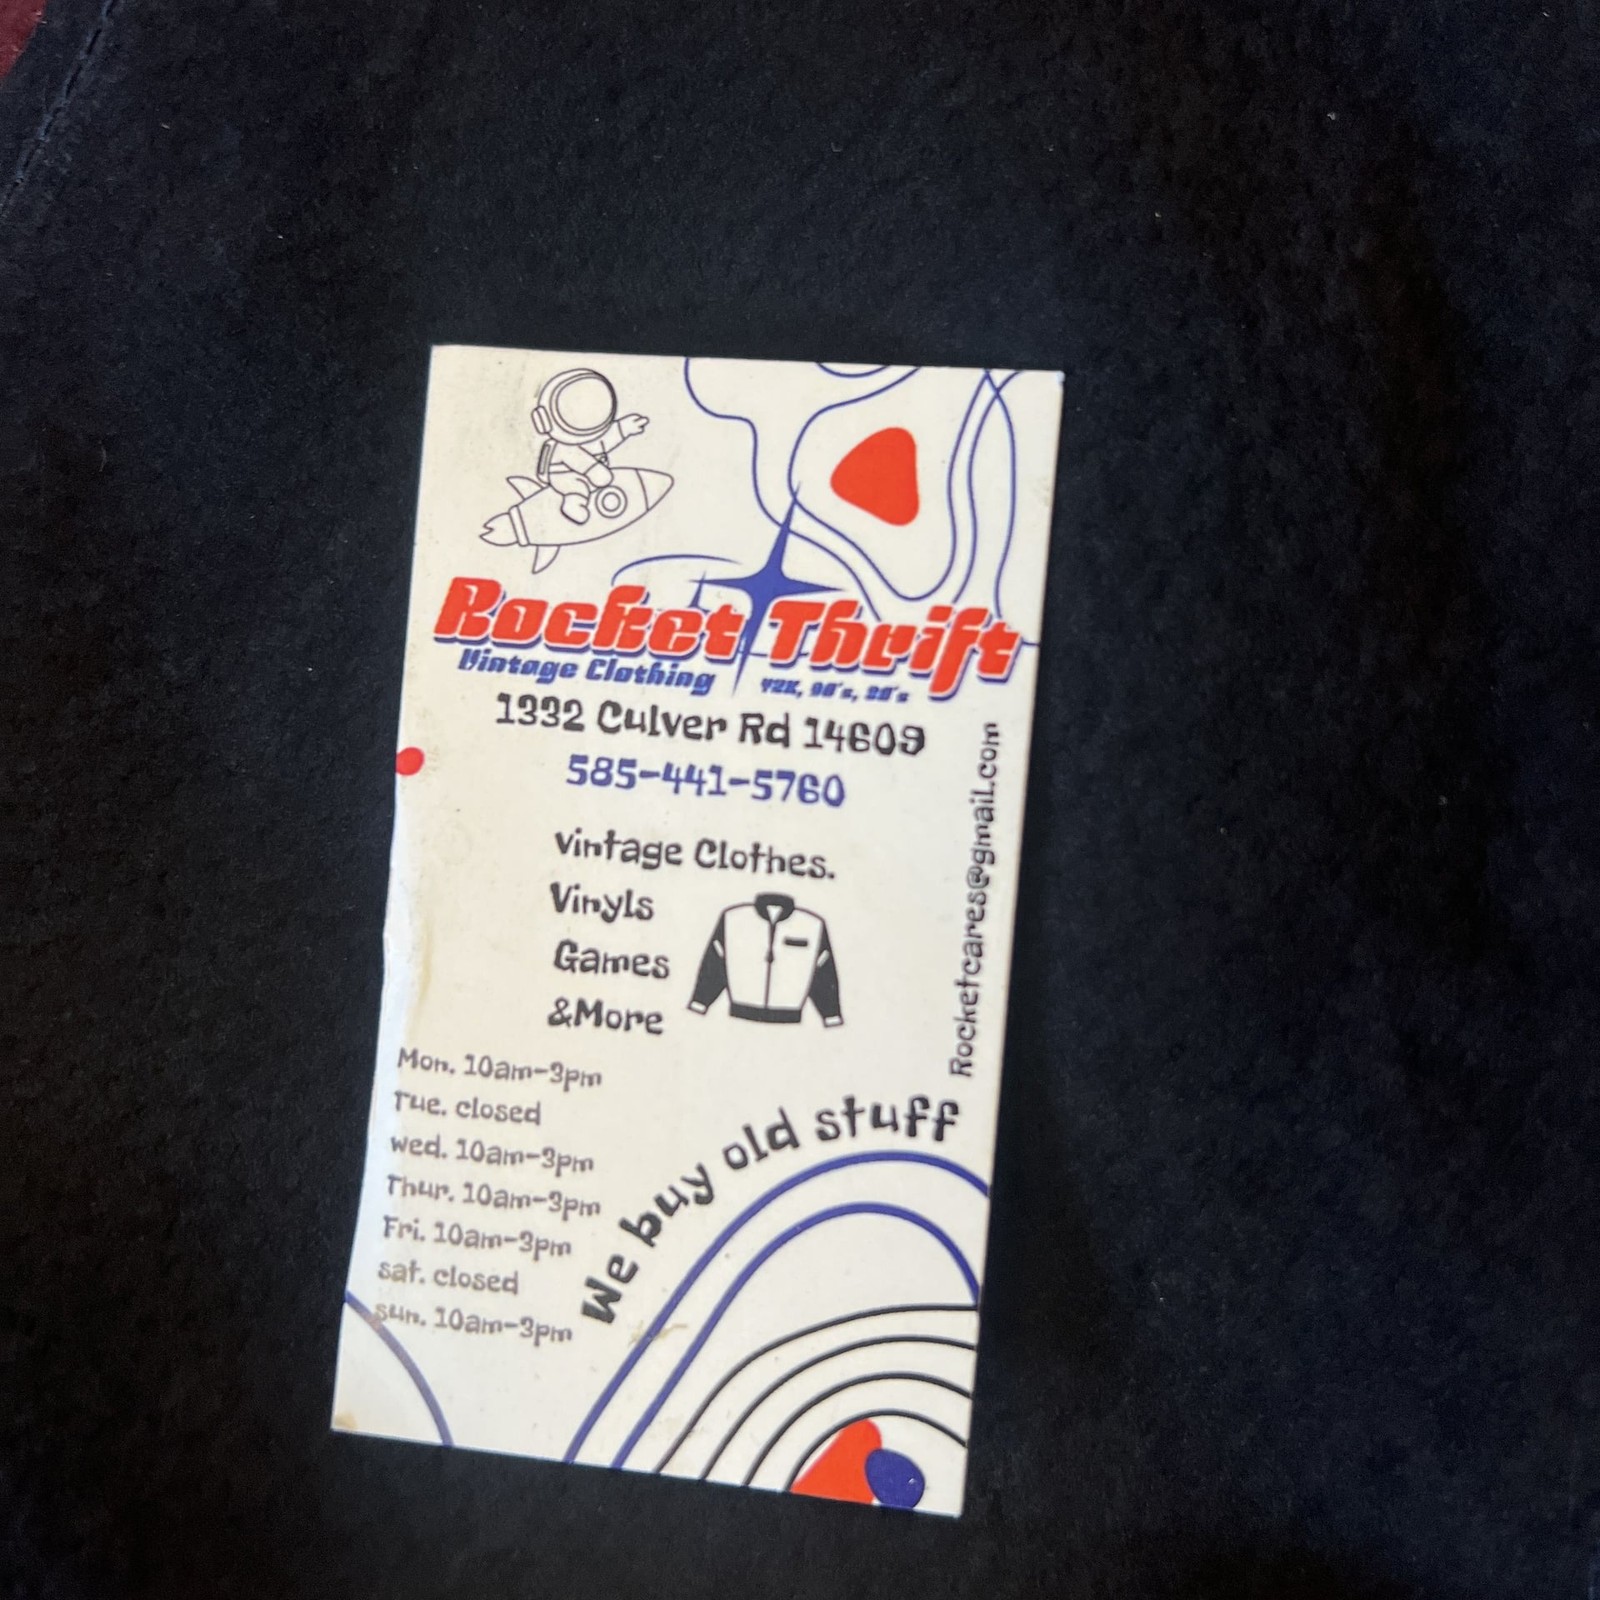 Rocket Thrift
Vintage Clothing Y2K, 90's, 20's
1332 Culver Rd 14609
585-441-5760
Rocketcares@gmail.com
vintage Clothes.
Vinyls
Games
&More
Mon. 10am-3pm
Tue. closed
wed. 10am-3pm
Thur. 10am-3pm
Fri. 10am-3pm
sat. closed
sun. 10am-3pm
We buy old stuff